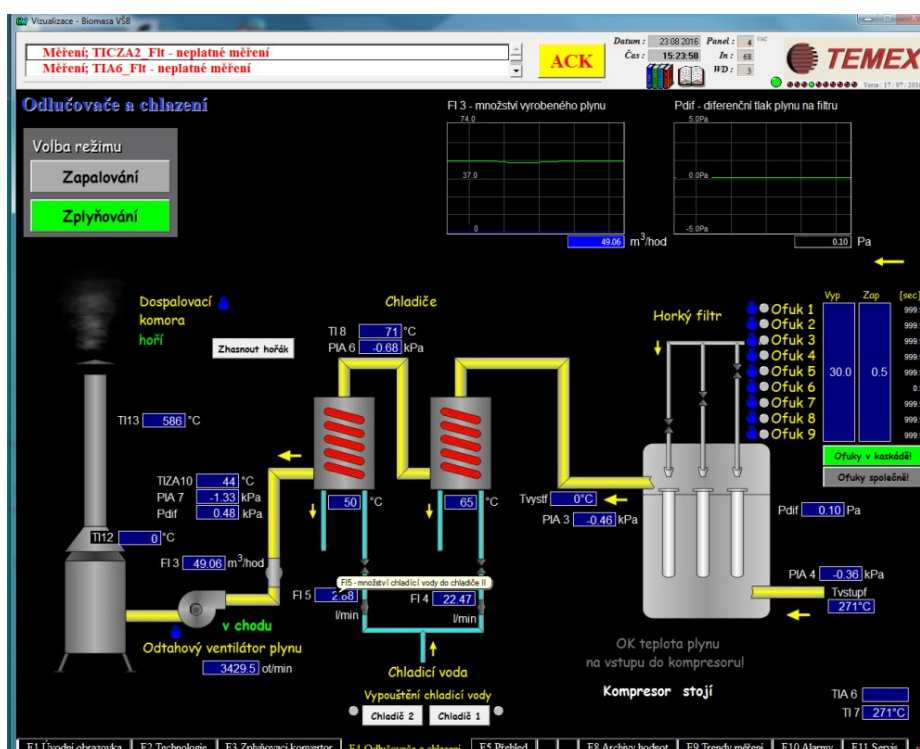 Vizualizace - Biomasa VŠB
Měření; TICZA2_Flt - neplatné měření
Měření; TIA6_Flt - neplatné měření
ACK
Datum : 23 08 2016 Panel : 4
Čas : 15:23:58 In : 68
WD : 3
TEMEX
Odlučovače a chlazení
Volba režimu
Zapalování
Zplyňování
FI 3 - množství vyrobeného plynu
74.0
37.0
0
49.06 m3/hod
Pdif - diferenční tlak plynu na filtru
5.0Pa
0.0Pa
-5.0Pa
0.10 Pa
Dospalovací
komora
hoří
Zhasnout hořák
Chladiče
TI 8 71 °C
PIA 6 -0.68 kPa
Horký filtr
Vyp Zap [sec]
Ofuk 1
Ofuk 2
Ofuk 3
Ofuk 4
Ofuk 5
Ofuk 6
Ofuk 7
Ofuk 8
Ofuk 9
30.0 0.5
Ofuky v kaskádě!
Ofuky společně!
TI13 586 °C
TIZA10 44 °C
PIA 7 -1.33 kPa
Pdif 0.48 kPa
TI12 0 °C
FI 3 49.06 m3/hod
50 °C
65 °C
Tvystf 0°C
PIA 3 -0.46 kPa
Pdif 0.10 Pa
PIA 4 -0.36 kPa
Tvstupf
271°C
FI5 - množství chladící vody do chladiče II
FI 5 2.88
l/min
FI 4 22.47
l/min
v chodu
Odtahový ventilátor plynu
3429.5 ot/min
Chladicí voda
Vypouštění chladicí vody
Chladič 2
Chladič 1
OK teplota plynu
na vstupu do kompresoru!
Kompresor stojí
TIA 6
TI 7 271°C
F1 Úvodní obrazovka F2 Technologie F3 Zplyňovací konvertor F4 Odlučovače a chlazení F5 Přehled F8 Archivy hodnot F9 Trendy měření F10 Alarmy F11 Servis